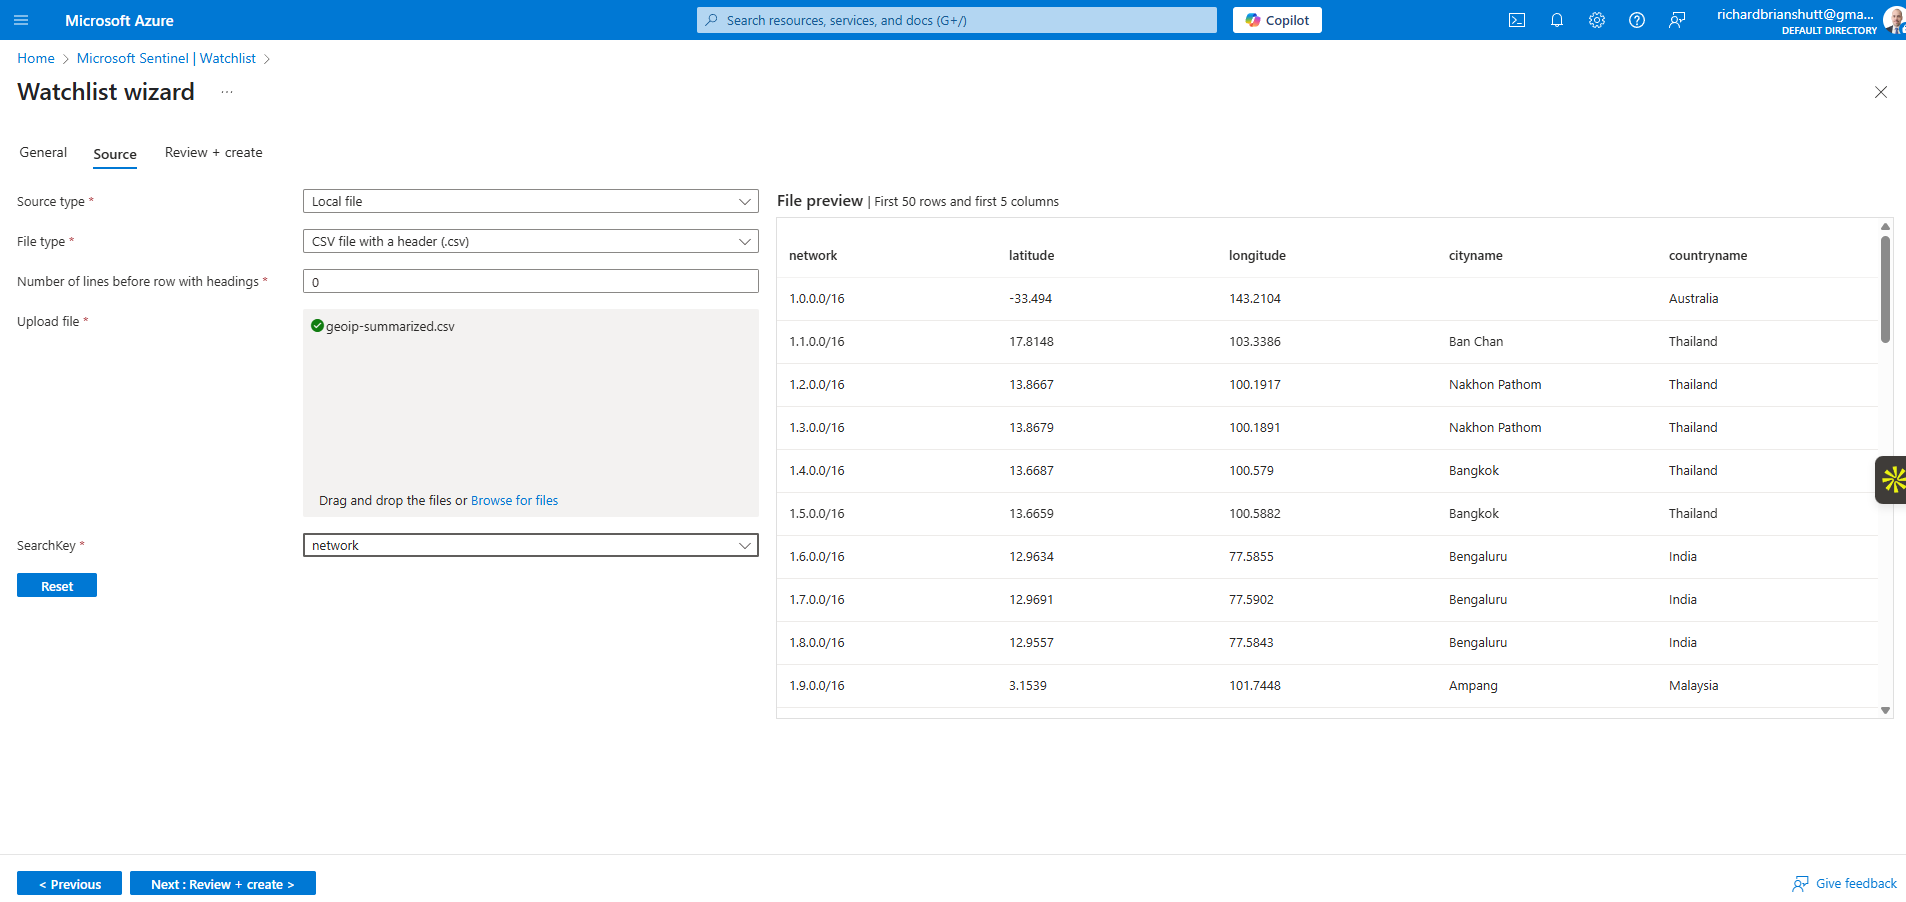 Microsoft Azure
Search resources, services, and docs (G+/)
Copilot
richardbrianshutt@gma...
DEFAULT DIRECTORY
Home > Microsoft Sentinel | Watchlist >
Watchlist wizard ...
General Source Review + create
Source type * Local file
File type * CSV file with a header (.csv)
Number of lines before row with headings * 0
Upload file * geoip-summarized.csv
Drag and drop the files or Browse for files
SearchKey * network
Reset
File preview | First 50 rows and first 5 columns
network latitude longitude cityname countryname
1.0.0.0/16 -33.494 143.2104 Australia
1.1.0.0/16 17.8148 103.3386 Ban Chan Thailand
1.2.0.0/16 13.8667 100.1917 Nakhon Pathom Thailand
1.3.0.0/16 13.8679 100.1891 Nakhon Pathom Thailand
1.4.0.0/16 13.6687 100.579 Bangkok Thailand
1.5.0.0/16 13.6659 100.5882 Bangkok Thailand
1.6.0.0/16 12.9634 77.5855 Bengaluru India
1.7.0.0/16 12.9691 77.5902 Bengaluru India
1.8.0.0/16 12.9557 77.5843 Bengaluru India
1.9.0.0/16 3.1539 101.7448 Ampang Malaysia
< Previous
Next : Review + create >
Give feedback